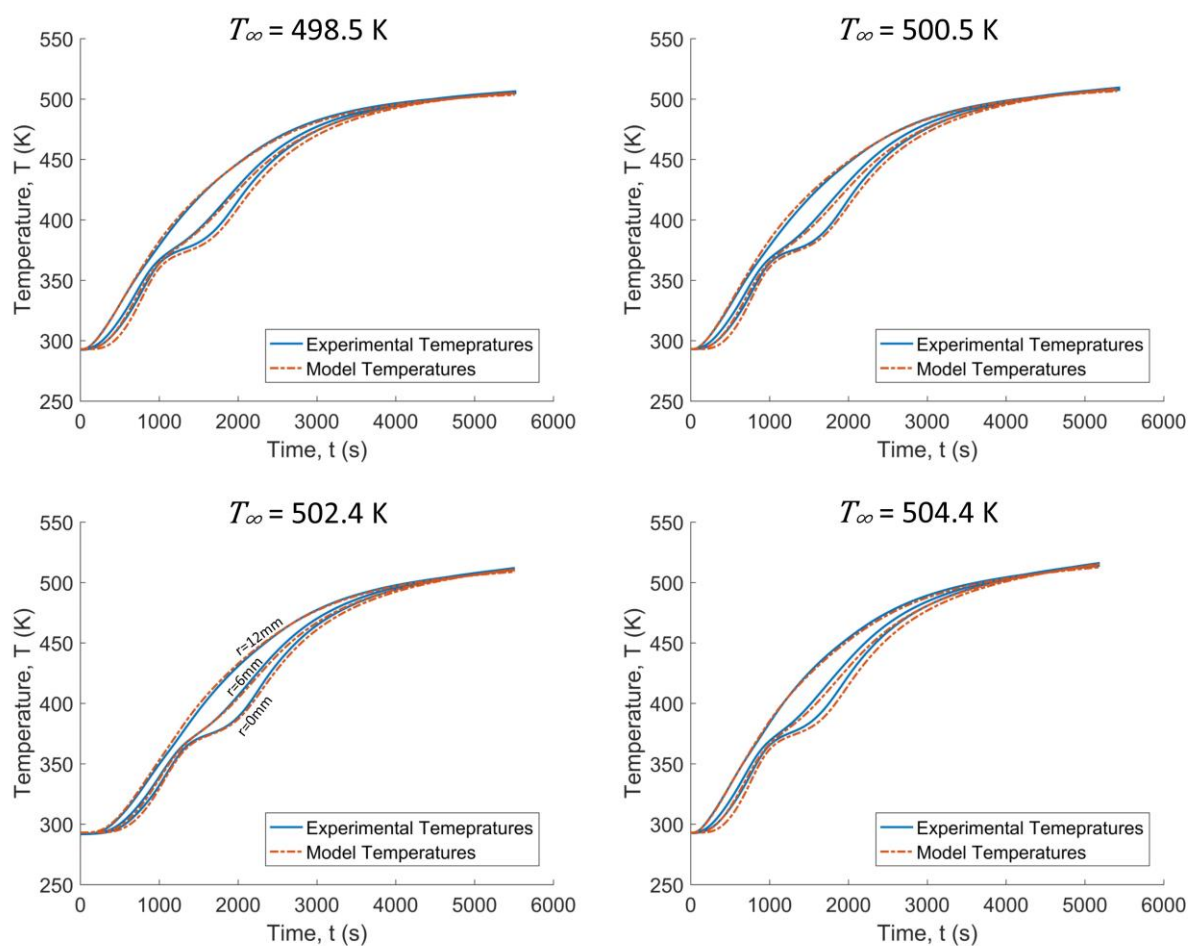 T∞ = 498.5 K
550
500
450
400
350
300
250
Temperature, T (K)
Experimental Temepratures
Model Temperatures
0 1000 2000 3000 4000 5000 6000
Time, t (s)
T∞ = 500.5 K
550
500
450
400
350
300
250
Temperature, T (K)
Experimental Temepratures
Model Temperatures
0 1000 2000 3000 4000 5000 6000
Time, t (s)
T∞ = 502.4 K
550
500
450
400
350
300
250
Temperature, T (K)
r=12mm
r=6mm
r=0mm
Experimental Temepratures
Model Temperatures
0 1000 2000 3000 4000 5000 6000
Time, t (s)
T∞ = 504.4 K
550
500
450
400
350
300
250
Temperature, T (K)
Experimental Temepratures
Model Temperatures
0 1000 2000 3000 4000 5000 6000
Time, t (s)